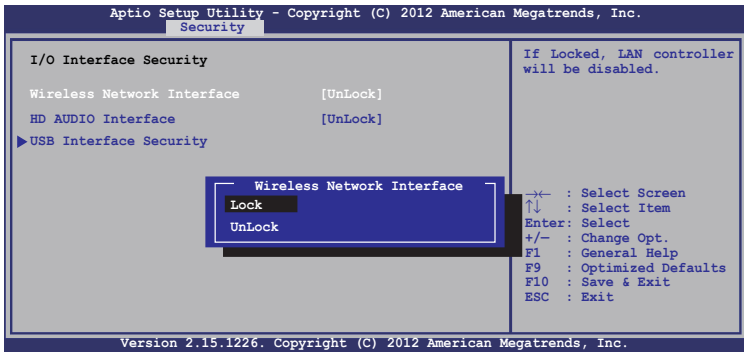 Aptio Setup Utility - Copyright (C) 2012 American Megatrends, Inc.
Security
I/O Interface Security
Wireless Network Interface [UnLock]
HD AUDIO Interface [UnLock]
USB Interface Security
If Locked, LAN controller
will be disabled.
Wireless Network Interface
Lock
UnLock
→← : Select Screen
↑↓ : Select Item
Enter: Select
+/— : Change Opt.
F1 : General Help
F9 : Optimized Defaults
F10 : Save & Exit
ESC : Exit
Version 2.15.1226. Copyright (C) 2012 American Megatrends, Inc.